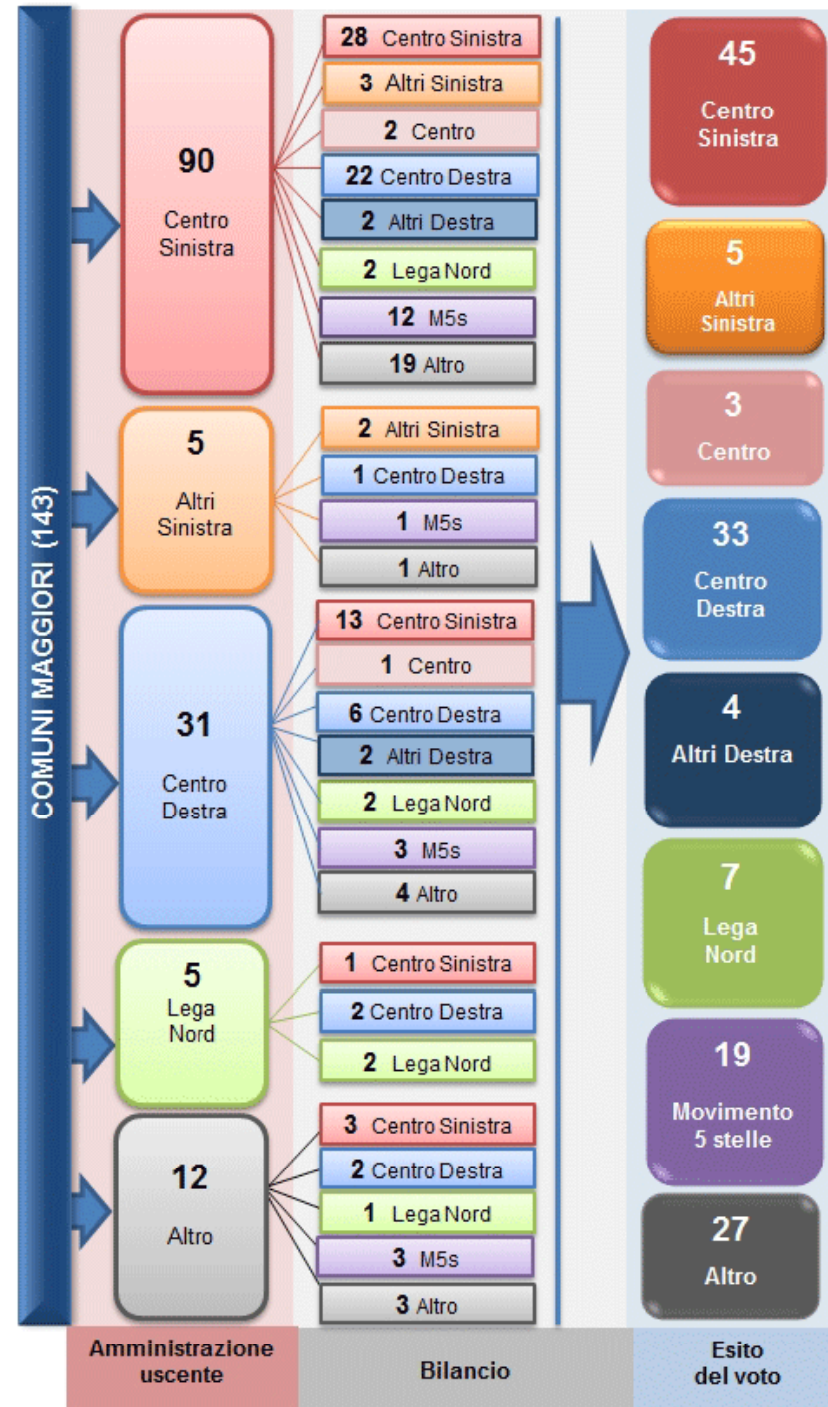 COMUNI MAGGIORI (143)
90
Centro
Sinistra
28 Centro Sinistra
3 Altri Sinistra
2 Centro
22 Centro Destra
2 Altri Destra
2 Lega Nord
12 M5s
19 Altro
5
Altri
Sinistra
2 Altri Sinistra
1 Centro Destra
1 M5s
1 Altro
31
Centro
Destra
13 Centro Sinistra
1 Centro
6 Centro Destra
2 Altri Destra
2 Lega Nord
3 M5s
4 Altro
5
Lega
Nord
1 Centro Sinistra
2 Centro Destra
2 Lega Nord
12
Altro
3 Centro Sinistra
2 Centro Destra
1 Lega Nord
3 M5s
3 Altro
45
Centro
Sinistra
5
Altri
Sinistra
3
Centro
33
Centro
Destra
4
Altri Destra
7
Lega
Nord
19
Movimento
5 stelle
27
Altro
Amministrazione
uscente
Bilancio
Esito
del voto